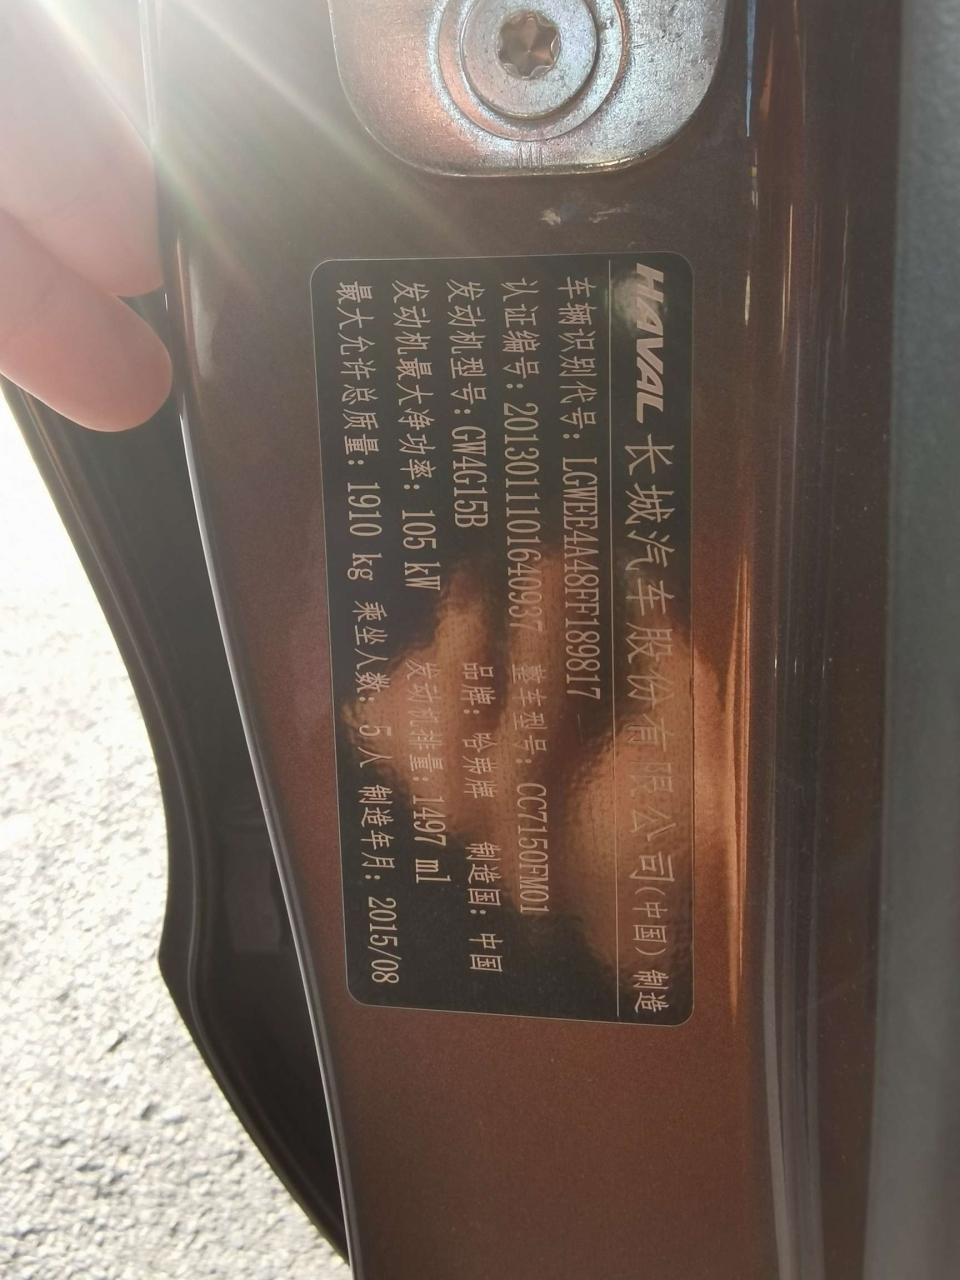 HAVAL 长城汽车股份有限公司(中国) 制造
车辆识别代号: LGWEE4A48FF189817
认证编号: 2013011101640937 整车型号: CC7150FM01
发动机型号: GW4G15B 品牌: 哈弗牌 制造国: 中国
发动机最大净功率: 105 kW 发动机排量: 1497 ml
最大允许总质量: 1910 kg 乘坐人数: 5 人 制造年月: 2015/08